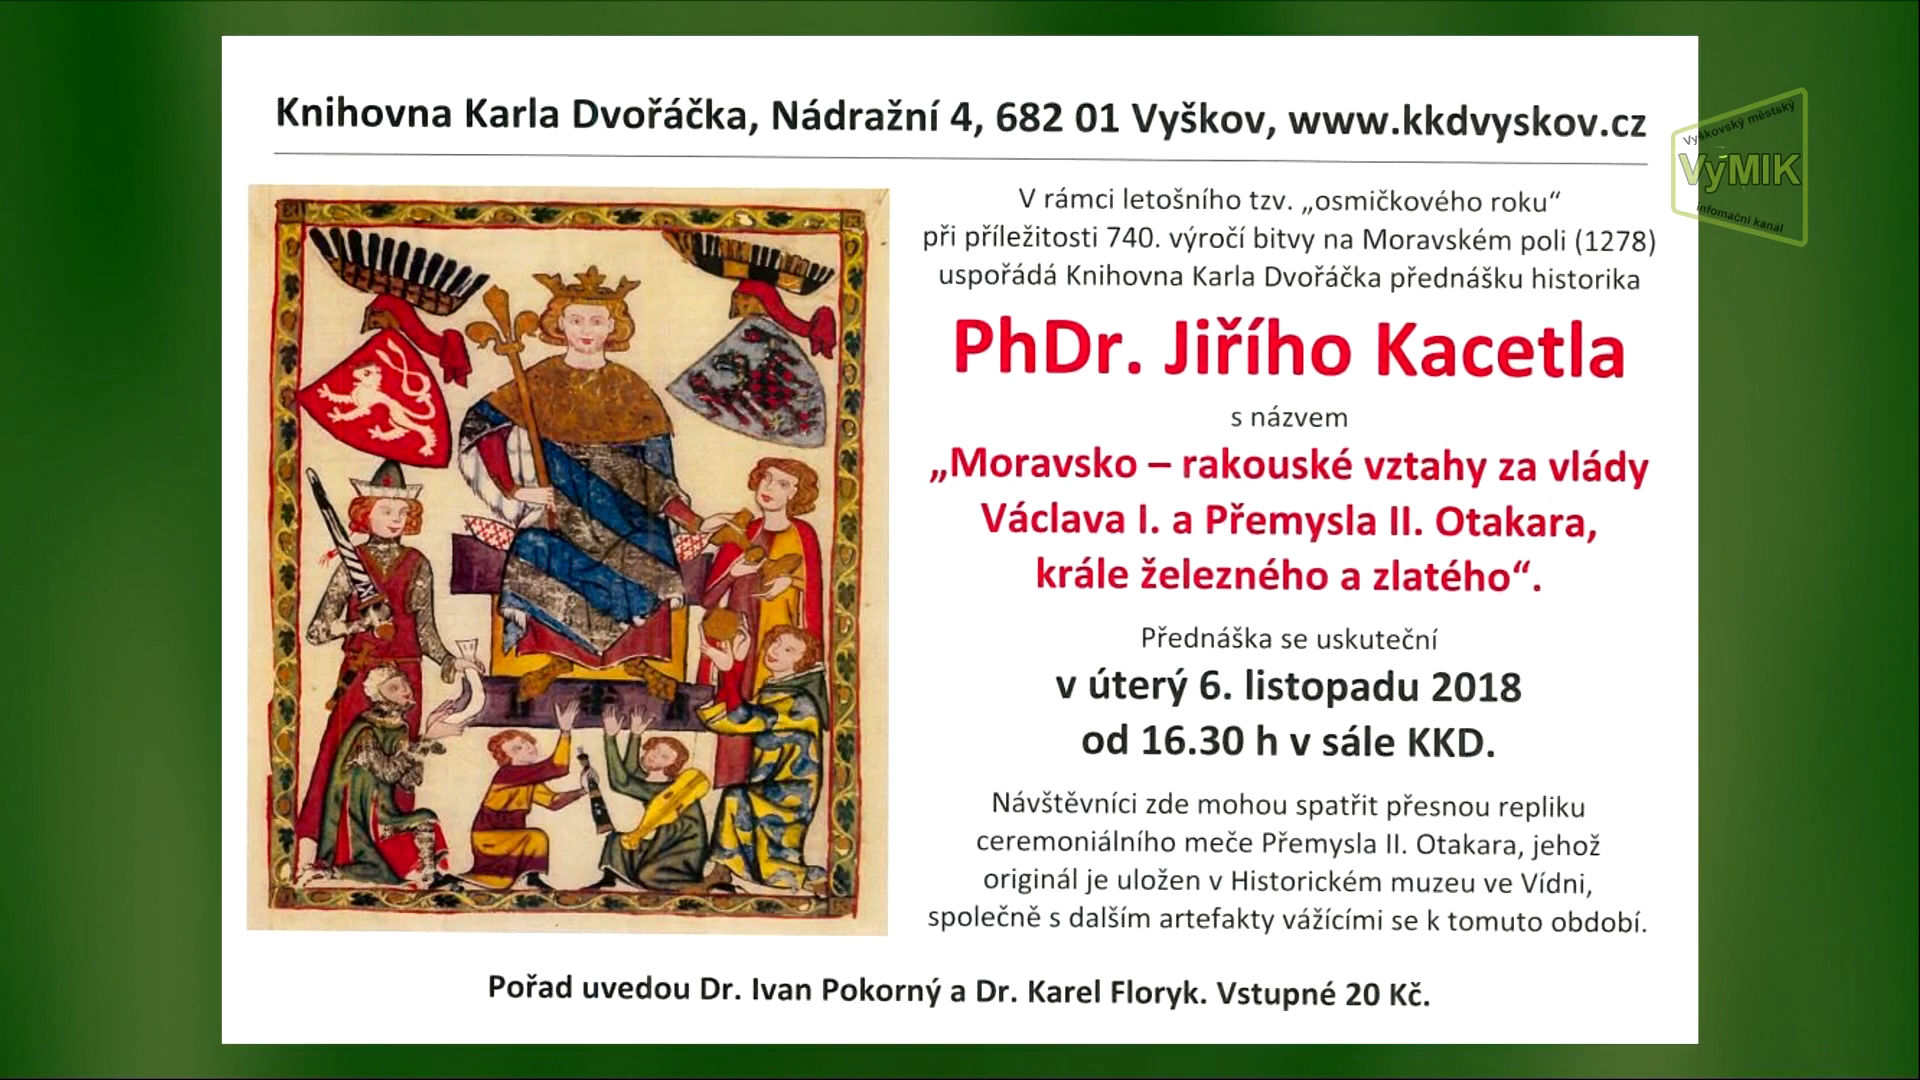 Knihovna Karla Dvořáčka, Nádražní 4, 682 01 Vyškov, www.kkdvyskov.cz
Vyškovský městský
VyMIK
infomační kanál
V rámci letošního tzv. „osmičkového roku“
při příležitosti 740. výročí bitvy na Moravském poli (1278)
uspořádá Knihovna Karla Dvořáčka přednášku historika
PhDr. Jiřího Kacetla
s názvem
„Moravsko – rakouské vztahy za vlády
Václava I. a Přemysla II. Otakara,
krále železného a zlatého“.
Přednáška se uskuteční
v úterý 6. listopadu 2018
od 16.30 h v sále KKD.
Návštěvníci zde mohou spatřit přesnou repliku
ceremoniálního meče Přemysla II. Otakara, jehož
originál je uložen v Historickém muzeu ve Vídni,
společně s dalším artefakty vážícími se k tomuto období.
Pořad uvedou Dr. Ivan Pokorný a Dr. Karel Floryk. Vstupné 20 Kč.